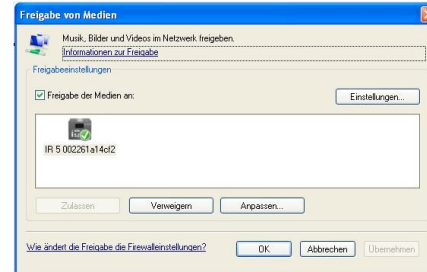 Freigabe von Medien
Musik, Bilder und Videos im Netzwerk freigeben.
Informationen zur Freigabe
Freigabeeinstellungen
Freigabe der Medien an:
Einstellungen...
IR 5 002261a14cf2
Zulassen
Verweigern
Anpassen...
Wie ändert die Freigabe die Firewalleinstellungen?
OK
Abbrechen
Übernehmen